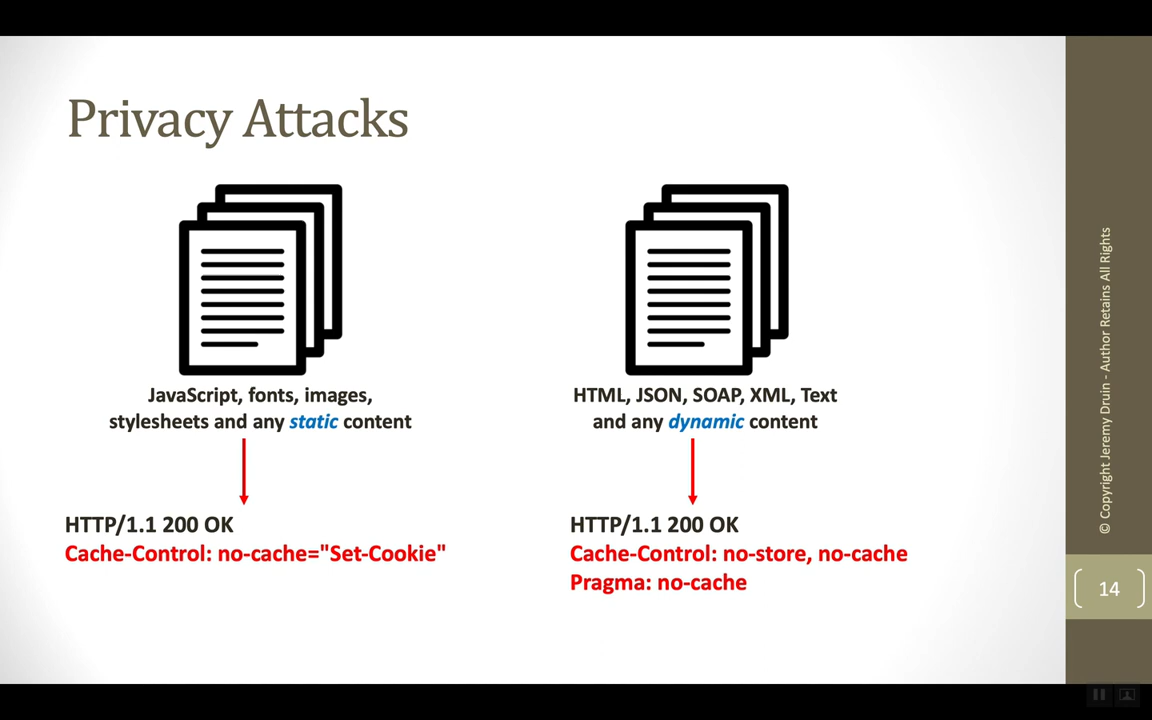 Privacy Attacks
JavaScript, fonts, images,
stylesheets and any static content
HTTP/1.1 200 OK
Cache-Control: no-cache="Set-Cookie"
HTML, JSON, SOAP, XML, Text
and any dynamic content
HTTP/1.1 200 OK
Cache-Control: no-store, no-cache
Pragma: no-cache
© Copyright Jeremy Druin - Author Retains All Rights
14